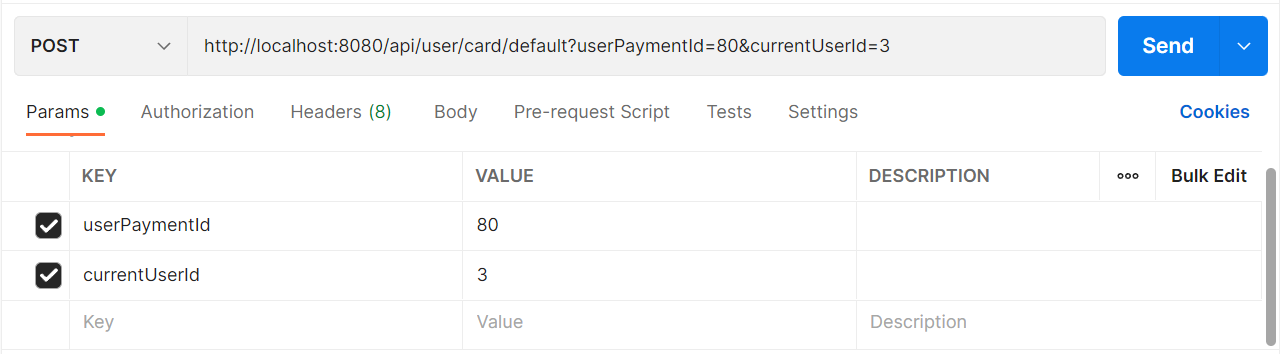 POST http://localhost:8080/api/user/card/default?userPaymentId=80&currentUserId=3 Send
Params Authorization Headers (8) Body Pre-request Script Tests Settings Cookies
KEY VALUE DESCRIPTION ooo Bulk Edit
userPaymentId 80
currentUserId 3
Key Value Description